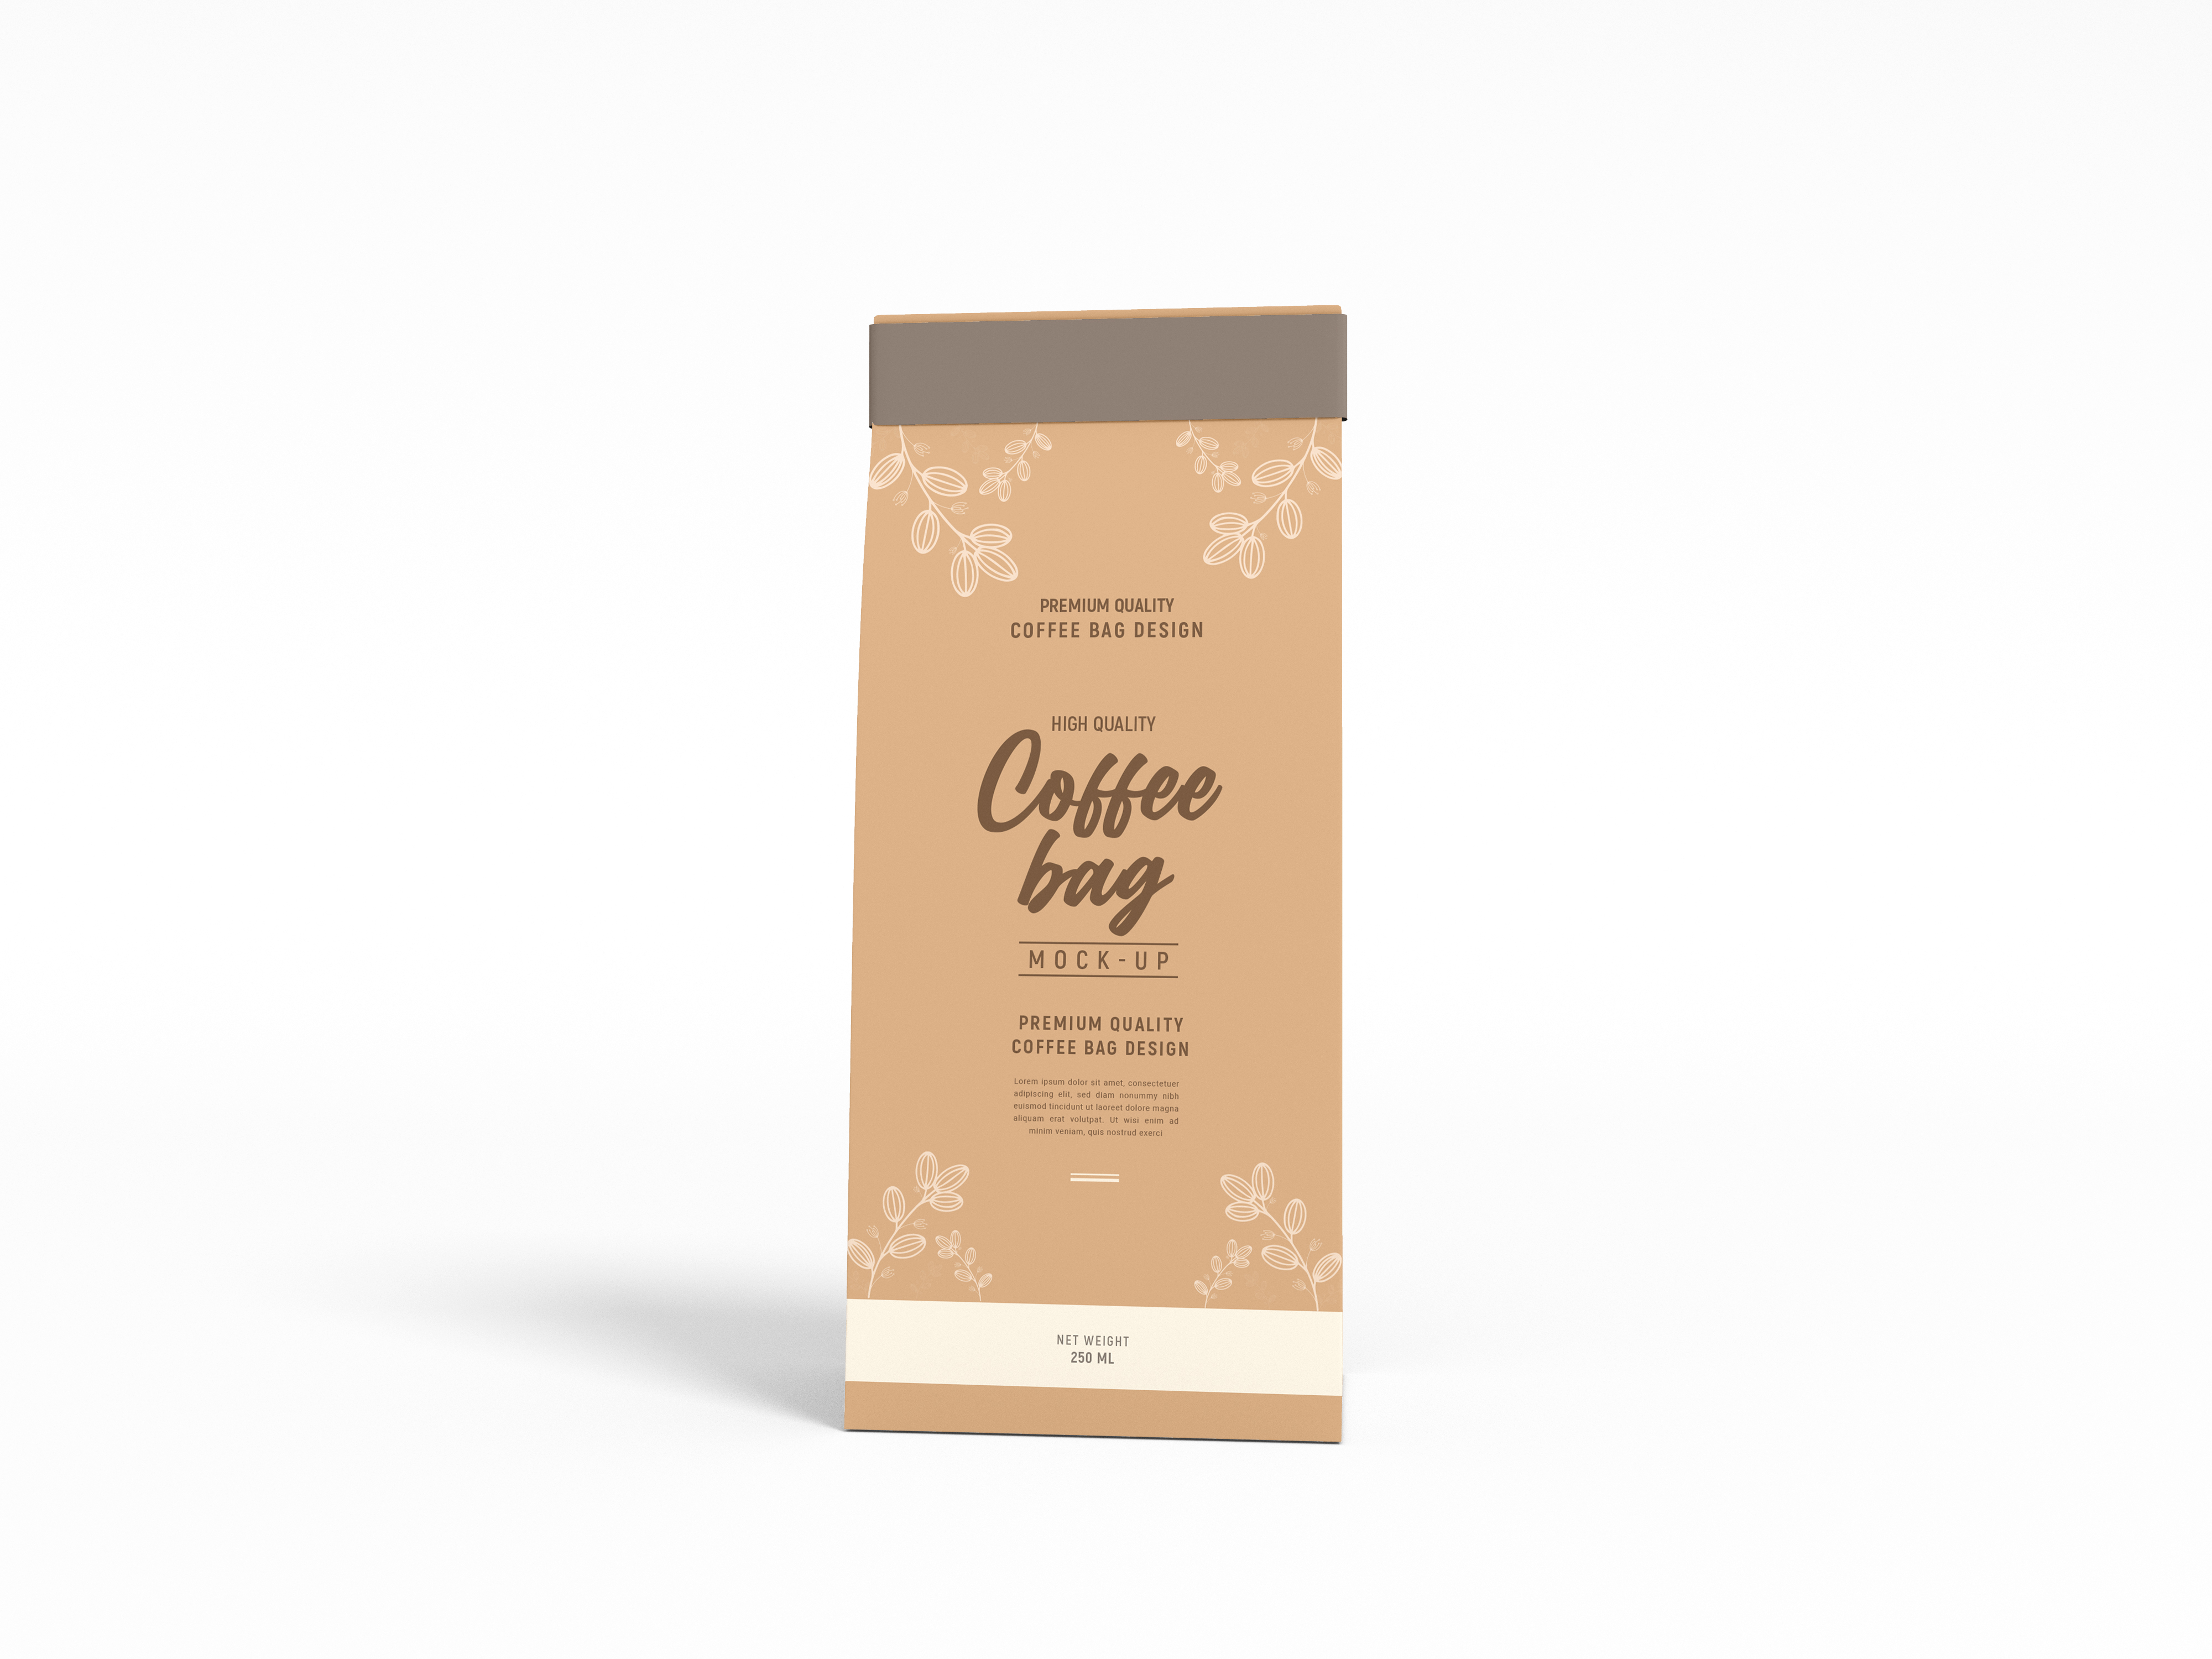 PREMIUM QUALITY
COFFEE BAG DESIGN
HIGH QUALITY
Coffee
bag
MOCK-UP
PREMIUM QUALITY
COFFEE BAG DESIGN
Lorem ipsum dolor sit amet, consectetuer
adipiscing elit, sed diam nonummy nibh
euismod tincidunt ut laoreet dolore magna
aliquam erat volutpat. Ut wisi enim ad
minim veniam, quis nostrud exerci
NET WEIGHT
250 ML